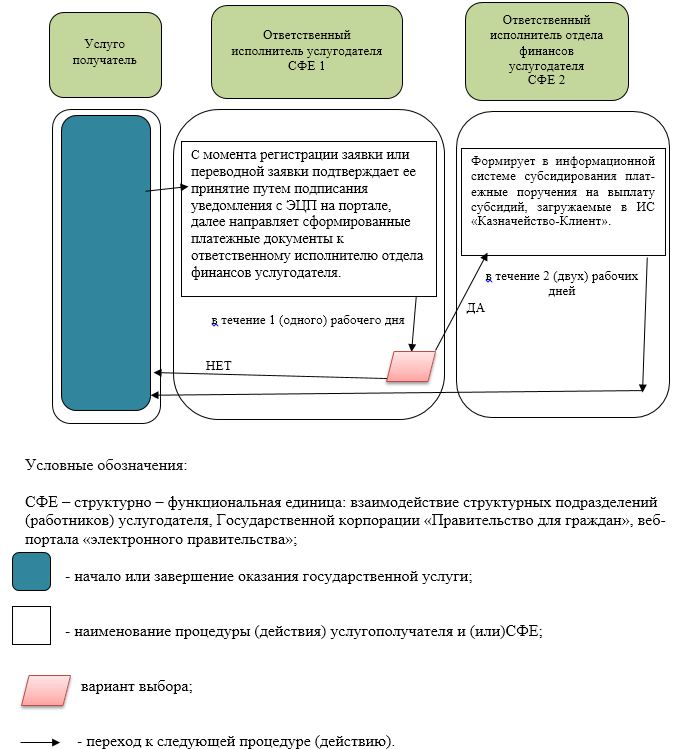 Услуго
получатель
Ответственный
исполнитель услугодателя
СФЕ 1
Ответственный
исполнитель отдела
финансов
услугодателя
СФЕ 2
С момента регистрации заявки или
переводной заявки подтверждает ее
принятие путем подписания
уведомления с ЭЦП на портале,
далее направляет сформированные
платежные документы к
ответственному исполнителю отдела
финансов услугодателя.
Формирует в информационной
системе субсидирования плат-
ежные поручения на выплату
субсидий, загружаемые в ИС
«Казначейство-Клиент».
в течение 1 (одного) рабочего дня
в течение 2 (двух) рабочих
дней
ДА
НЕТ
Условные обозначения:
СФЕ – структурно – функциональная единица: взаимодействие структурных подразделений
(работников) услугодателя, Государственной корпорации «Правительство для граждан», веб-
портала «электронного правительства»;
- начало или завершение оказания государственной услуги;
- наименование процедуры (действия) услугополучателя и (или)СФЕ;
вариант выбора;
- переход к следующей процедуре (действию).